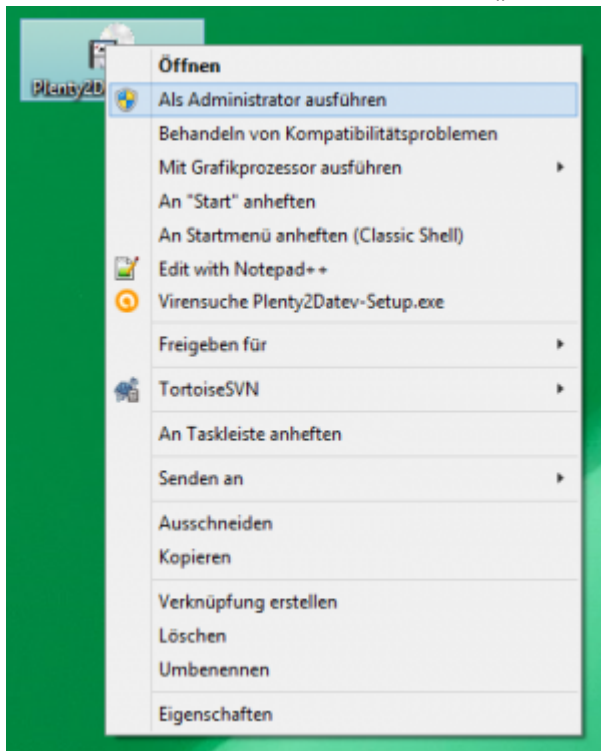 Plenty2D
Öffnen
Als Administrator ausführen
Behandeln von Kompatibilitätsproblemen
Mit Grafikprozessor ausführen
An "Start" anheften
An Startmenü anheften (Classic Shell)
Edit with Notepad++
Virensuche Plenty2Datev-Setup.exe
Freigeben für
TortoiseSVN
An Taskleiste anheften
Senden an
Ausschneiden
Kopieren
Verknüpfung erstellen
Löschen
Umbenennen
Eigenschaften